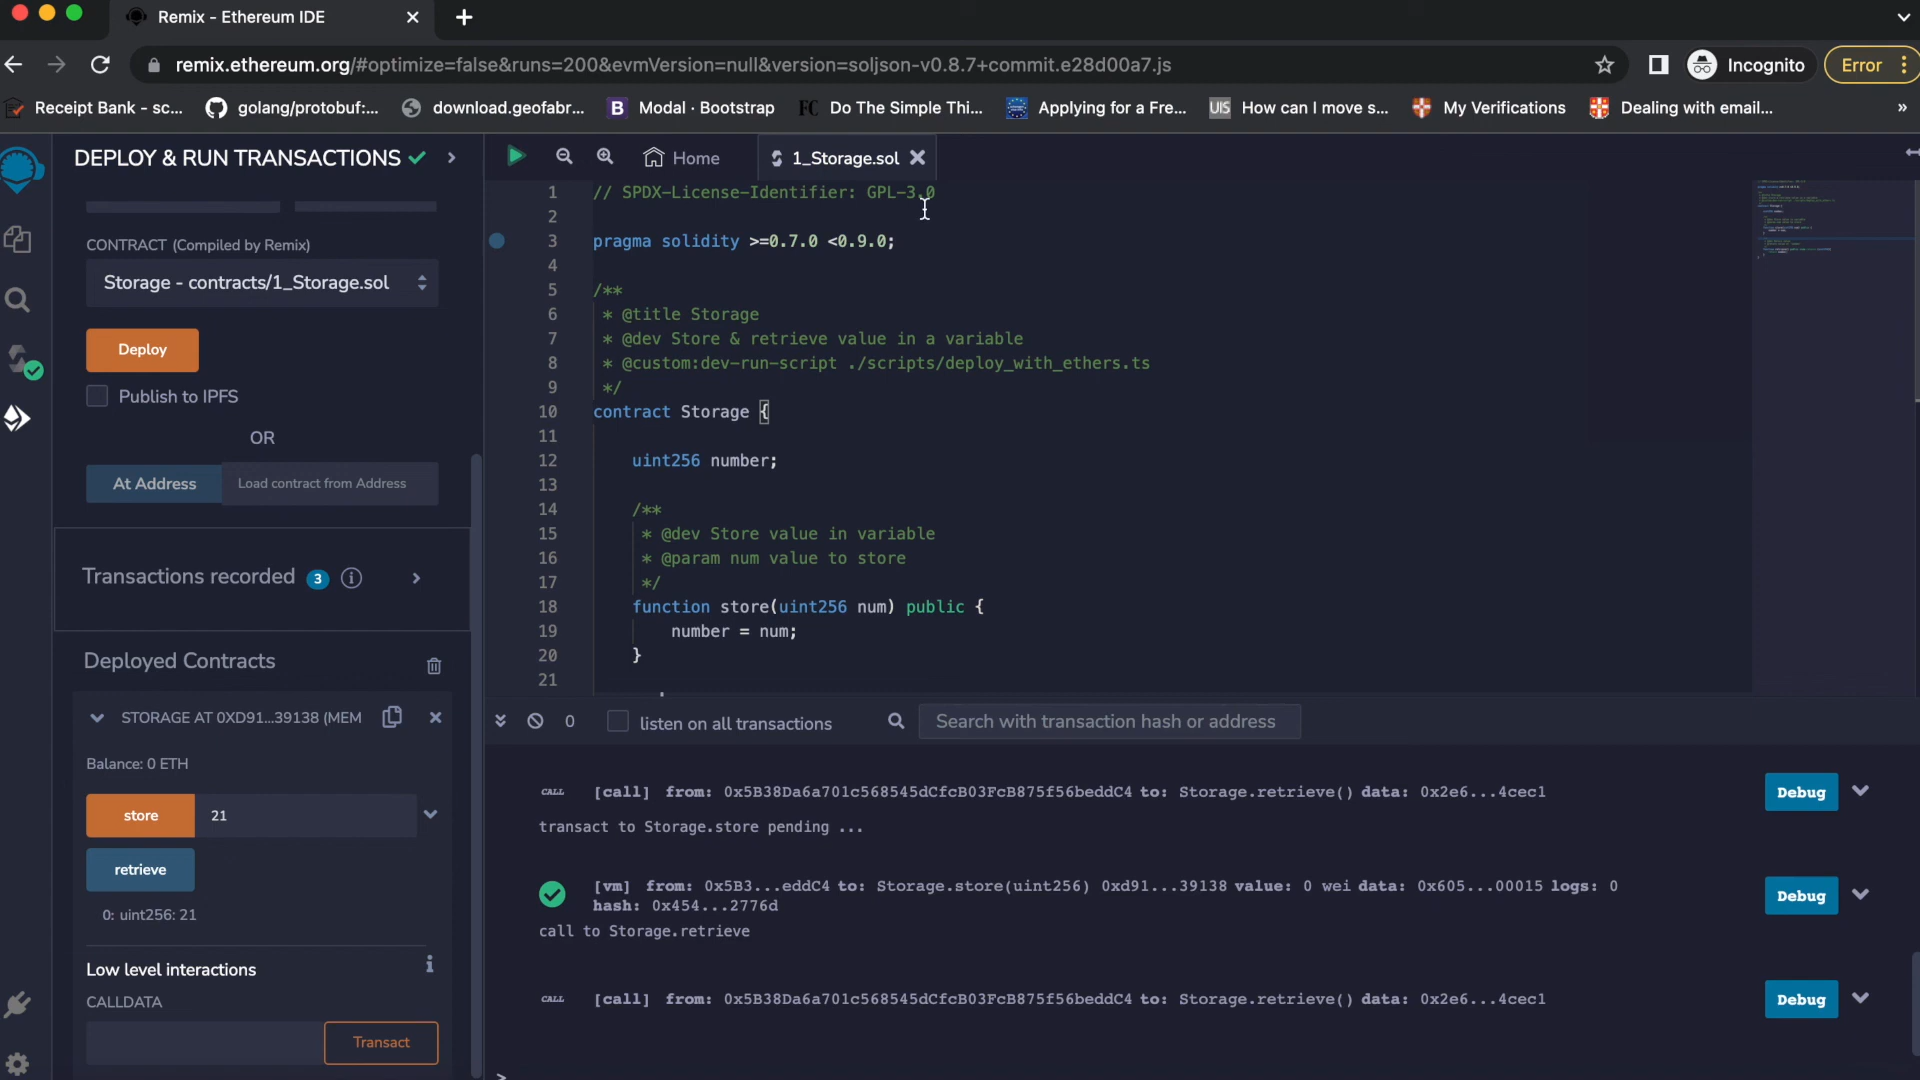 Remix - Ethereum IDE
remix.ethereum.org/#optimize=false&runs=200&evmVersion=null&version=soljson-v0.8.7+commit.e28d00a7.js
Incognito
Error
Receipt Bank - sc...
golang/protobuf:...
download.geofabr...
B
Modal · Bootstrap
FC
Do The Simple Thi...
Applying for a Fre...
UIS
How can I move s...
My Verifications
Dealing with email...
»
DEPLOY & RUN TRANSACTIONS
CONTRACT (Compiled by Remix)
Storage - contracts/1_Storage.sol
Deploy
Publish to IPFS
OR
At Address
Load contract from Address
Transactions recorded 3 i
Deployed Contracts
STORAGE AT 0XD91...39138 (MEM
Balance: 0 ETH
store 21
retrieve
0: uint256: 21
Low level interactions
CALLDATA
Transact
Home
1_Storage.sol
1 // SPDX-License-Identifier: GPL-3.0
2
3 pragma solidity >=0.7.0 <0.9.0;
4
5 /**
6 * @title Storage
7 * @dev Store & retrieve value in a variable
8 * @custom:dev-run-script ./scripts/deploy_with_ethers.ts
9 */
10 contract Storage {
11
12 uint256 number;
13
14 /**
15 * @dev Store value in variable
16 * @param num value to store
17 */
18 function store(uint256 num) public {
19 number = num;
20 }
21
0
listen on all transactions
Search with transaction hash or address
CALL [call] from: 0x5B38Da6a701c568545dCfcB03FcB875f56beddC4 to: Storage.retrieve() data: 0x2e6...4cec1
Debug
transact to Storage.store pending ...
[vm] from: 0x5B3...eddC4 to: Storage.store(uint256) 0xd91...39138 value: 0 wei data: 0x605...00015 logs: 0
hash: 0x454...2776d
Debug
call to Storage.retrieve
CALL [call] from: 0x5B38Da6a701c568545dCfcB03FcB875f56beddC4 to: Storage.retrieve() data: 0x2e6...4cec1
Debug
>